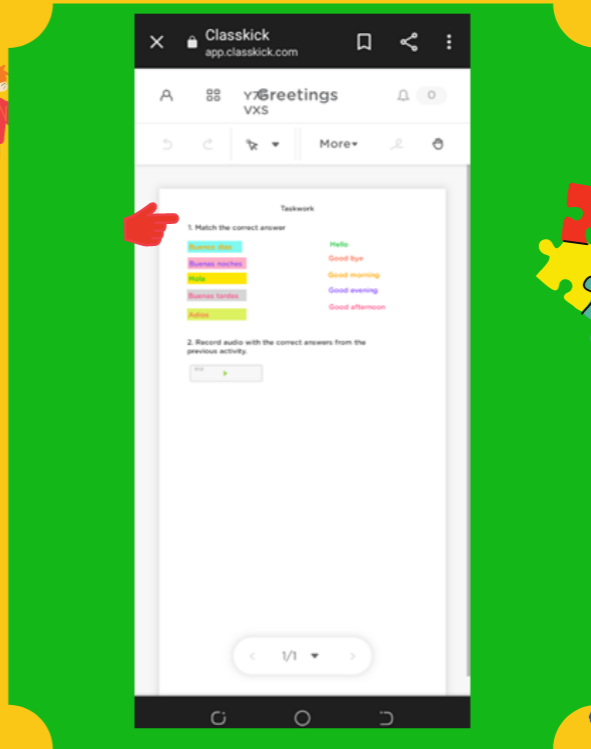 Classkick
app.classkick.com
Greetings
VXS
0
More
Taskwork
1. Match the correct answer
Buenos días
Hello
Buenas noches
Good bye
Hola
Good morning
Buenas tardes
Good evening
Adios
Good afternoon
2. Record audio with the correct answers from the
previous activity.
1/1